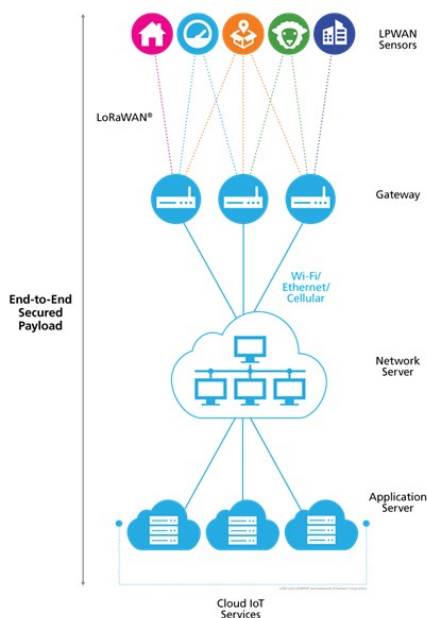 LPWAN
Sensors
LoRaWAN®
Gateway
Wi-Fi/
Ethernet/
Cellular
End-to-End
Secured
Payload
Network
Server
Application
Server
Cloud IoT
Services